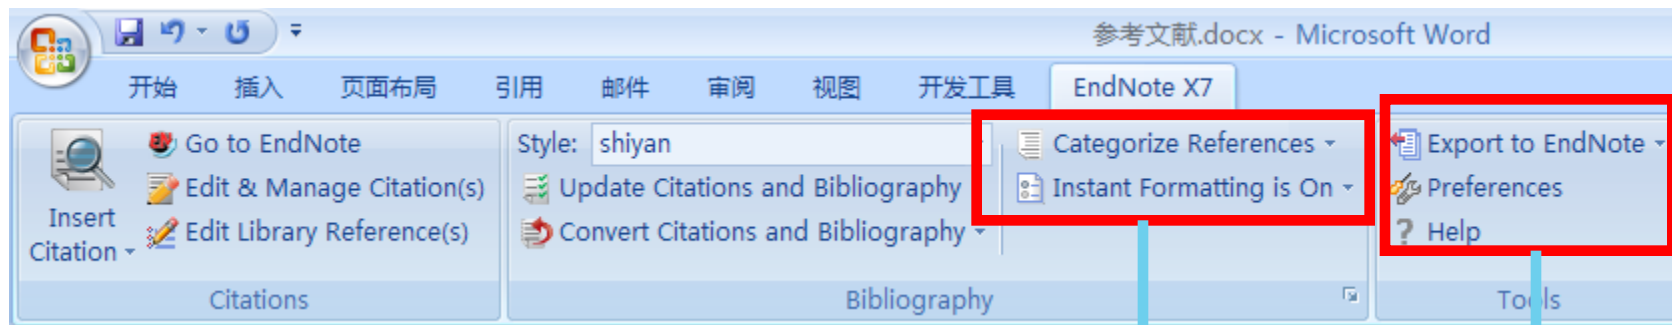 参考文献.docx - Microsoft Word
开始 插入 页面布局 引用 邮件 审阅 视图 开发工具 EndNote X7
Insert Citation
Go to EndNote
Edit & Manage Citation(s)
Edit Library Reference(s)
Citations
Style: shiyan
Update Citations and Bibliography
Convert Citations and Bibliography
Categorize References
Instant Formatting is On
Bibliography
Export to EndNote
Preferences
Help
Tools